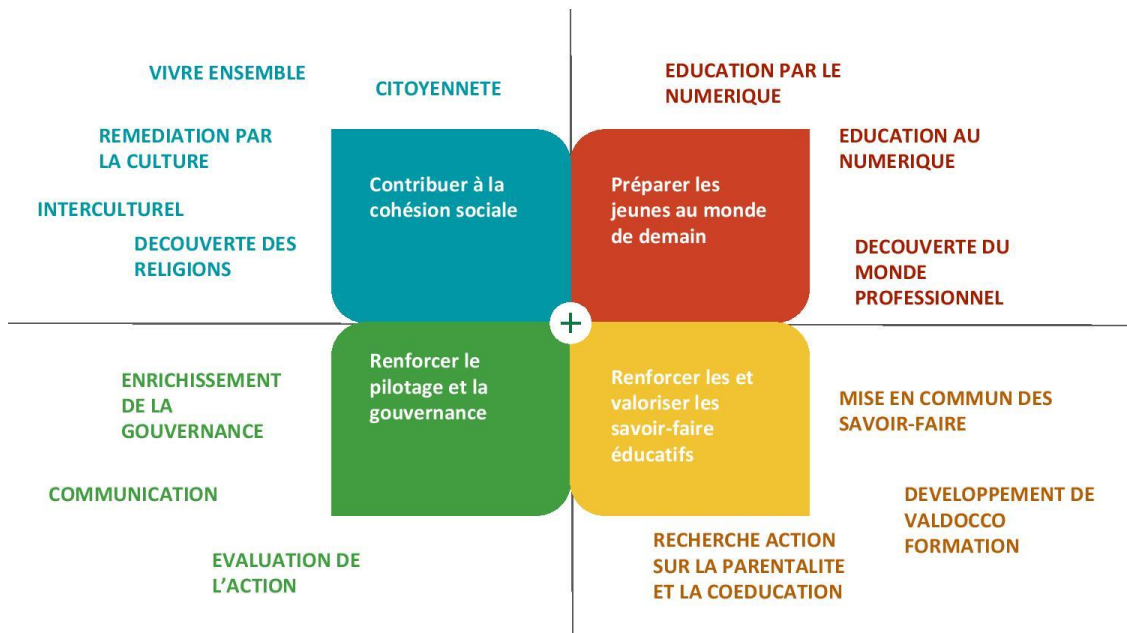 VIVRE ENSEMBLE
CITOYENNETE
REMEDIATION PAR
LA CULTURE
INTERCULTUREL
DECOUVERTE DES
RELIGIONS
Contribuer à la
cohésion sociale
EDUCATION PAR LE
NUMERIQUE
EDUCATION AU
NUMERIQUE
DECOUVERTE DU
MONDE
PROFESSIONNEL
Préparer les
jeunes au monde
de demain
Renforcer le
pilotage et la
gouvernance
ENRICHISSEMENT
DE LA
GOUVERNANCE
COMMUNICATION
EVALUATION DE
L’ACTION
Renforcer les et
valoriser les
savoir-faire
éducatifs
MISE EN COMMUN DES
SAVOIR-FAIRE
DEVELOPPEMENT DE
VALDOCCO
FORMATION
RECHERCHE ACTION
SUR LA PARENTALITE
ET LA COEDUCATION